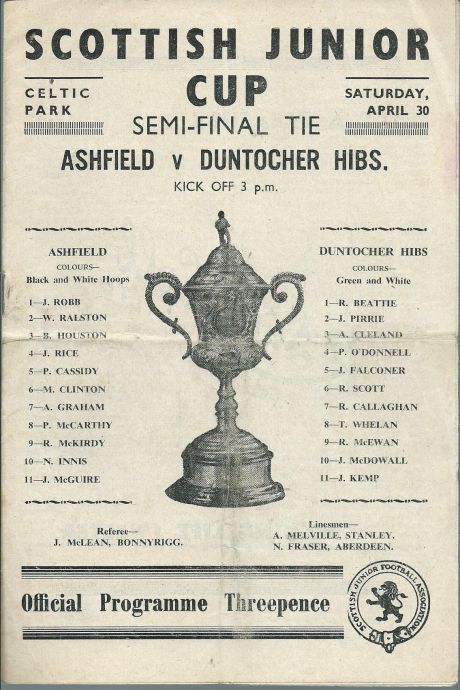 SCOTTISH JUNIOR
CUP
CELTIC
PARK
SATURDAY,
APRIL 30
SEMI-FINAL TIE
ASHFIELD v DUNTOCHER HIBS.
KICK OFF 3 p.m.
ASHFIELD
COLOURS—
Black and White Hoops
1—J. ROBB
2—W. RALSTON
3—B. HOUSTON
4—J. RICE
5—P. CASSIDY
6—M. CLINTON
7—A. GRAHAM
8—P. McCARTHY
9—R. McKIRDY
10—N. INNIS
11—J. McGUIRE
DUNTOCHER HIBS
COLOURS—
Green and White
1—R. BEATTIE
2—J. PIRRIE
3—A. CLELAND
4—P. O'DONNELL
5—J. FALCONER
6—R. SCOTT
7—R. CALLAGHAN
8—T. WHELAN
9—R. McEWAN
10—J. McDOWALL
11—J. KEMP
Referee—
J. McLEAN, BONNYRIGG.
Linesmen—
A. MELVILLE, STANLEY.
N. FRASER, ABERDEEN.
Official Programme Threepence
SCOTTISH JUNIOR FOOTBALL ASSOCIATION